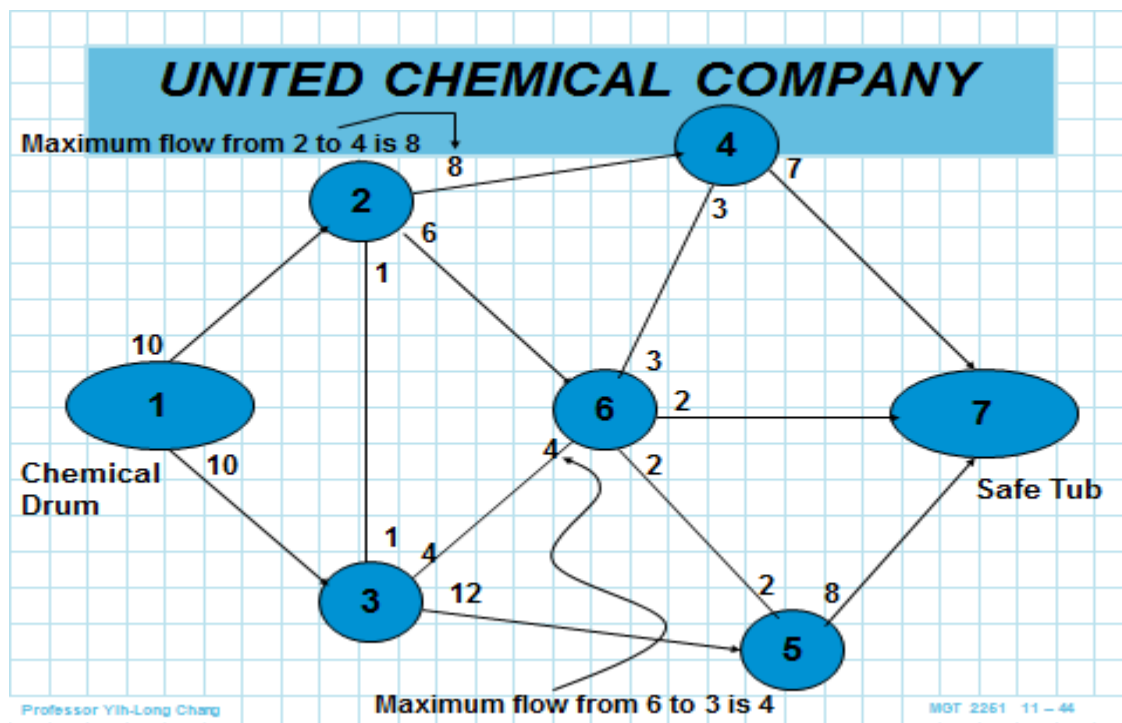 UNITED CHEMICAL COMPANY
Maximum flow from 2 to 4 is 8
4
8
7
2
3
6
1
10
3
1
6
2
7
4
2
10
Chemical
Drum
Safe Tub
1
4
3
12
2
8
5
Maximum flow from 6 to 3 is 4
Professor Yih-Long Chang
MGT 2251 11 – 44